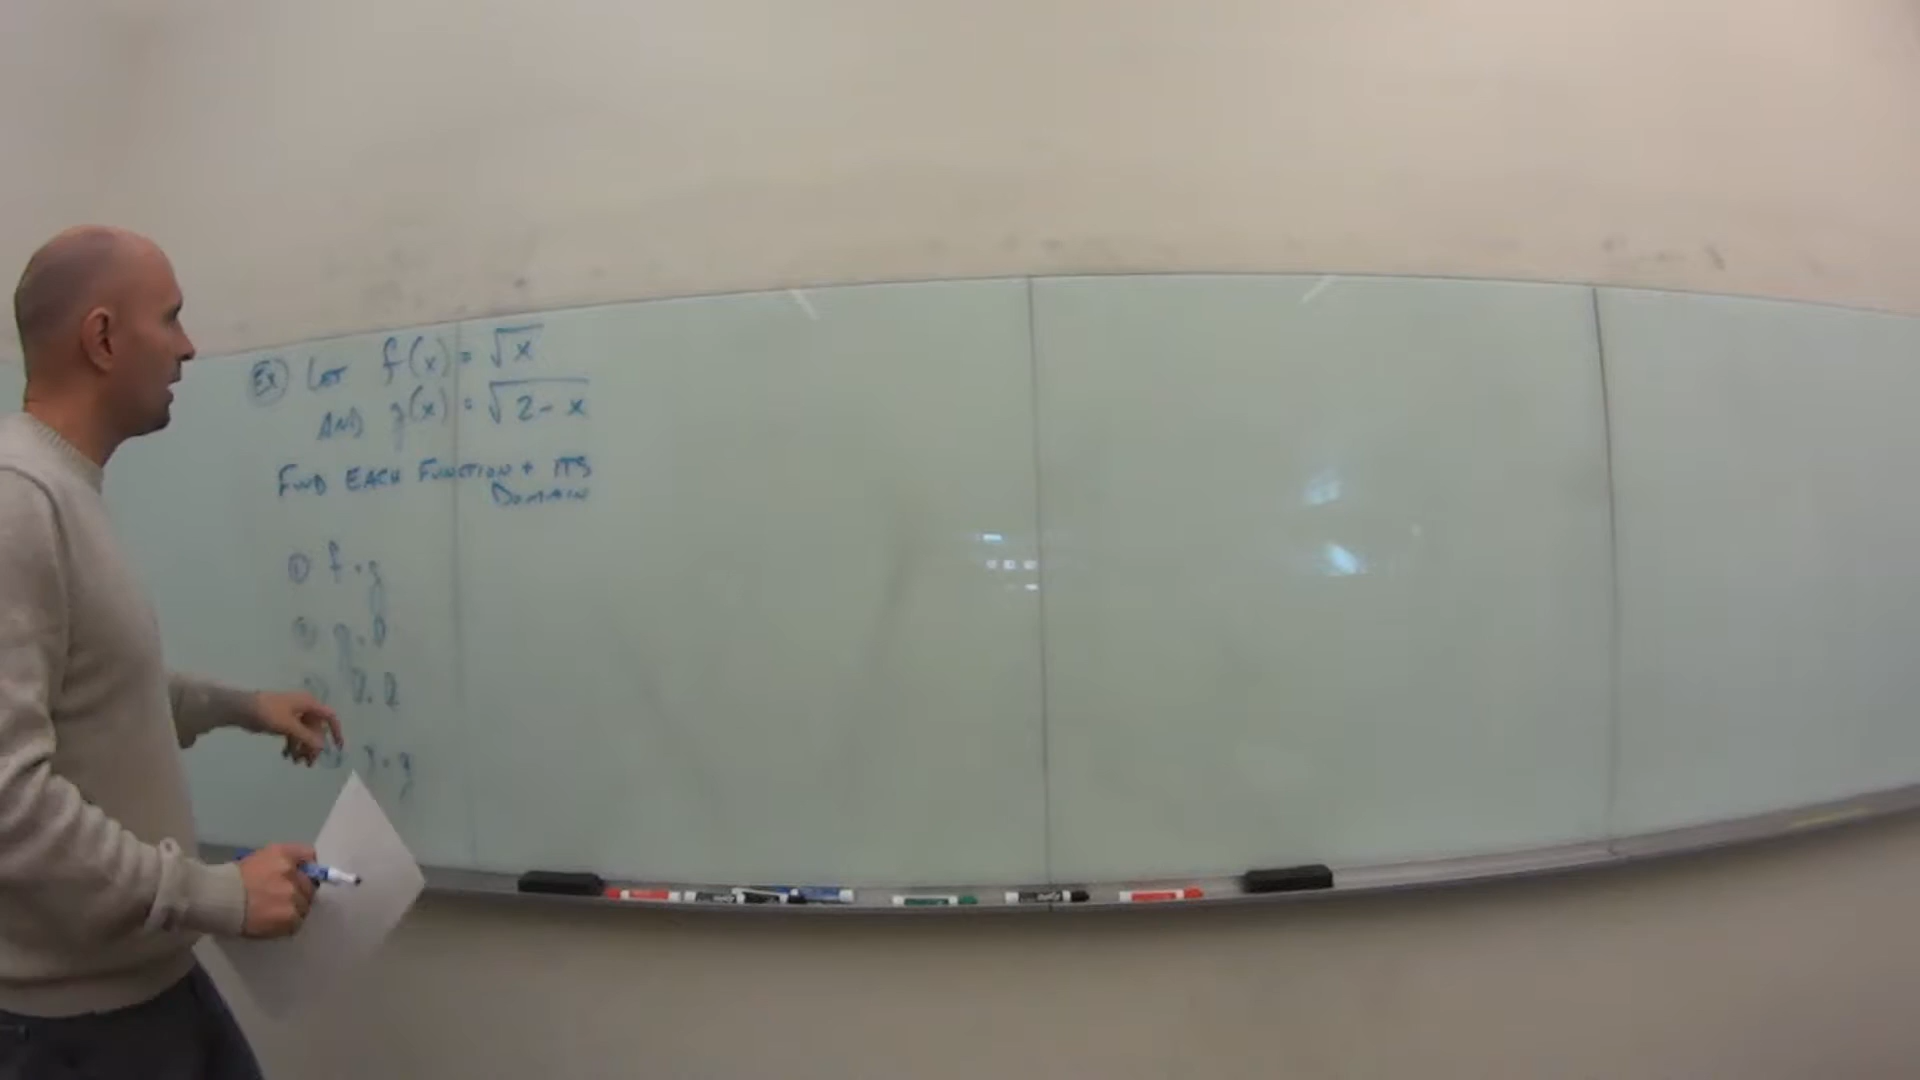 Ex LET f(x) = √x
AND g(x) = √2-x
FIND EACH FUNCTION + ITS
DOMAIN
① f∘g
② g∘f
③ f∘f
④ g∘g